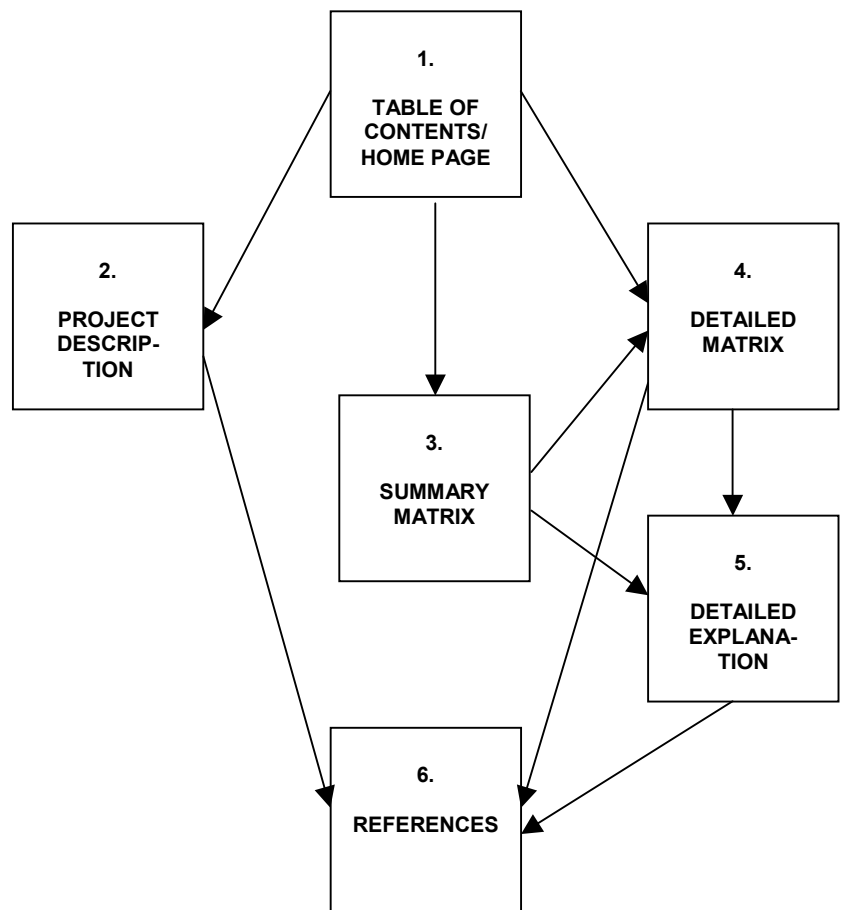 1.
TABLE OF
CONTENTS/
HOME PAGE
2.
PROJECT
DESCRIP-
TION
4.
DETAILED
MATRIX
3.
SUMMARY
MATRIX
5.
DETAILED
EXPLANA-
TION
6.
REFERENCES